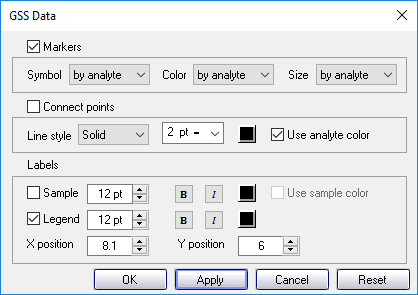 GSS Data
Markers
Symbol by analyte Color by analyte Size by analyte
Connect points
Line style Solid 2 pt Use analyte color
Labels
Sample 12 pt B I Use sample color
Legend 12 pt B I
X position 8.1 Y position 6
OK Apply Cancel Reset